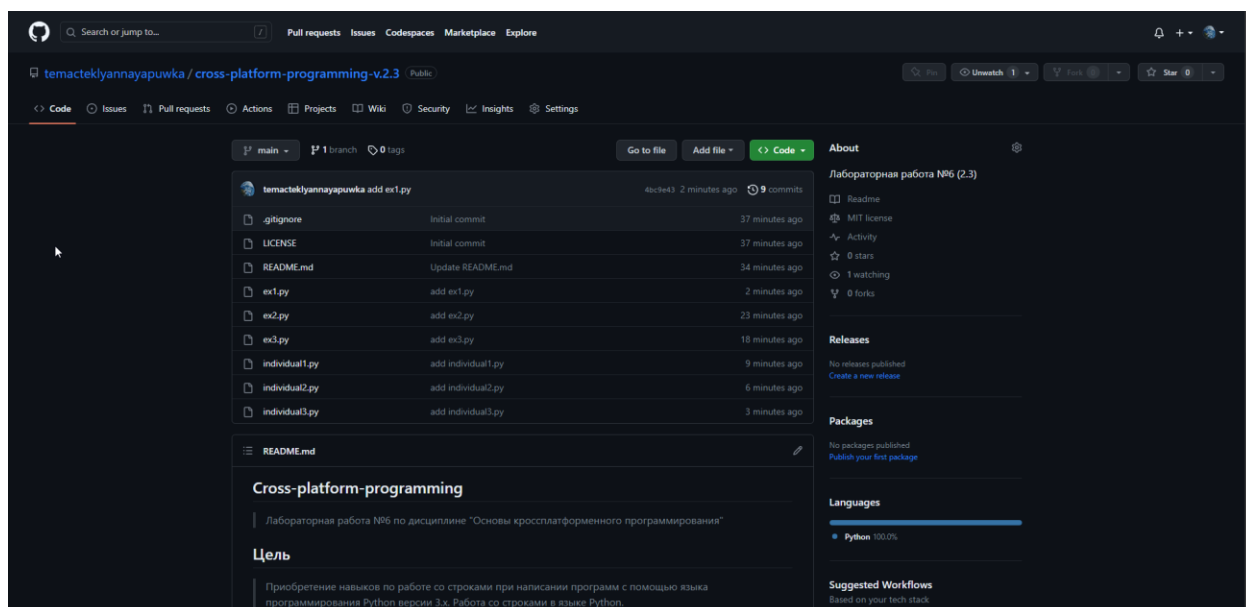 Search or jump to... / Pull requests Issues Codespaces Marketplace Explore
temacteklyannayapuwka / cross-platform-programming-v.2.3 Public
Pin Unwatch 1 Fork 0 Star 0
Code Issues Pull requests Actions Projects Wiki Security Insights Settings
main 1 branch 0 tags Go to file Add file Code
temacteklyannayapuwka add ex1.py 4bc9e43 2 minutes ago 9 commits
.gitignore Initial commit 37 minutes ago
LICENSE Initial commit 37 minutes ago
README.md Update README.md 34 minutes ago
ex1.py add ex1.py 2 minutes ago
ex2.py add ex2.py 23 minutes ago
ex3.py add ex3.py 18 minutes ago
individual1.py add individual1.py 9 minutes ago
individual2.py add individual2.py 6 minutes ago
individual3.py add individual3.py 3 minutes ago
README.md
Cross-platform-programming
Лабораторная работа №6 по дисциплине "Основы кроссплатформенного программирования"
Цель
Приобретение навыков по работе со строками при написании программ с помощью языка
программирования Python версии 3.x. Работа со строками в языке Python.
About
Лабораторная работа №6 (2.3)
Readme
MIT license
Activity
0 stars
1 watching
0 forks
Releases
No releases published
Create a new release
Packages
No packages published
Publish your first package
Languages
Python 100.0%
Suggested Workflows
Based on your tech stack